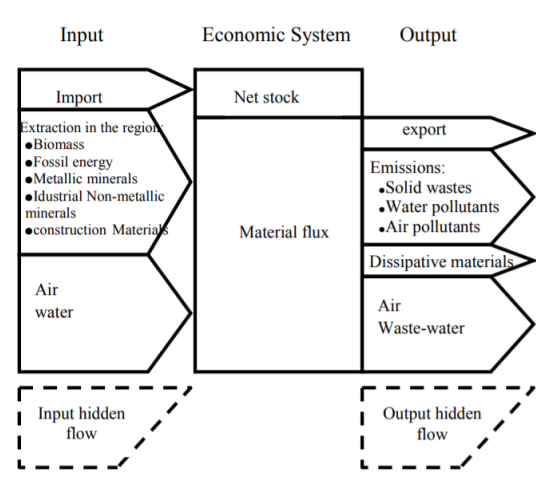 Input
Economic System
Output
Import
Extraction in the region:
●Biomass
●Fossil energy
●Metallic minerals
●Idustrial Non-metallic
minerals
●construction Materials
Air
water
Net stock
Material flux
export
Emissions:
●Solid wastes
●Water pollutants
●Air pollutants
Dissipative materials
Air
Waste-water
Input hidden
flow
Output hidden
flow